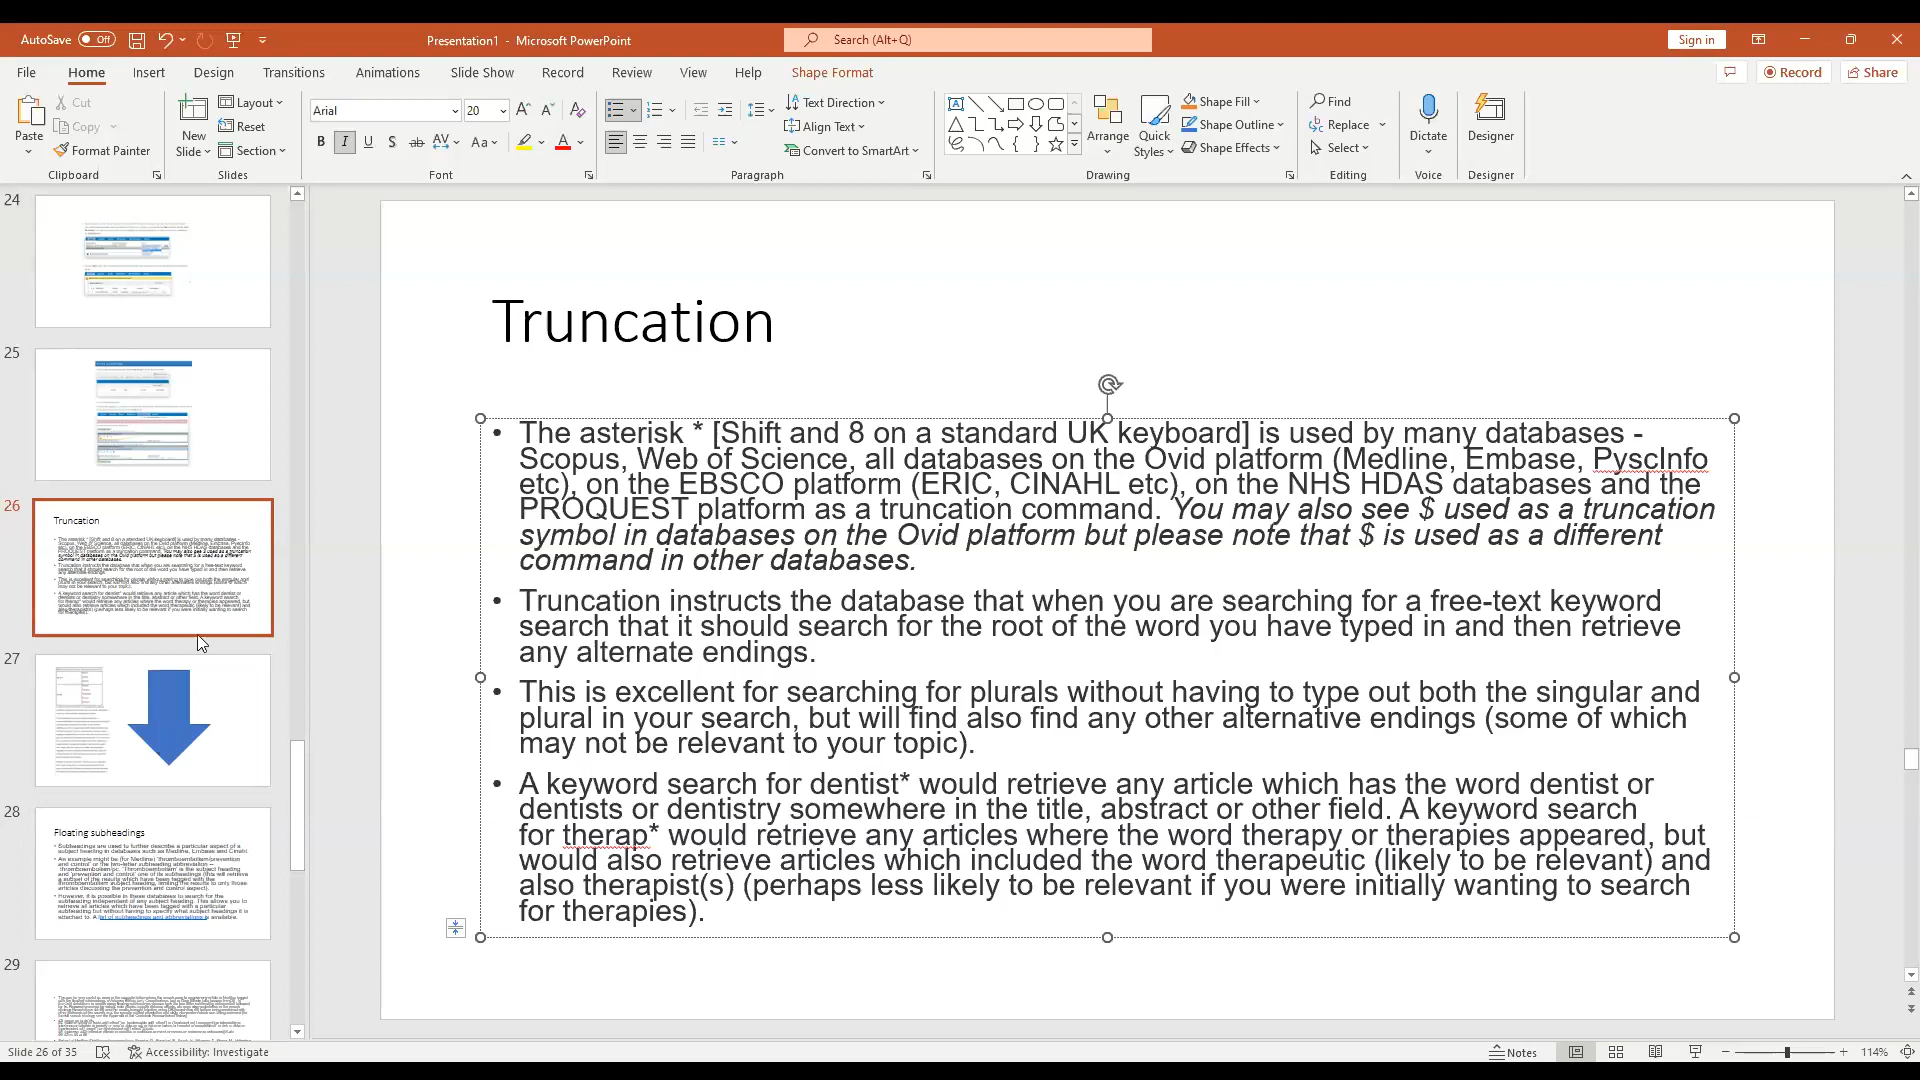 AutoSave Off
Presentation1 - Microsoft PowerPoint
Search (Alt+Q)
Sign in
File Home Insert Design Transitions Animations Slide Show Record Review View Help Shape Format
Record Share
Paste
Cut
Copy
Format Painter
Clipboard
New Slide
Layout
Reset
Section
Slides
Arial 20
Font
Text Direction
Align Text
Convert to SmartArt
Paragraph
Arrange
Quick Styles
Shape Fill
Shape Outline
Shape Effects
Drawing
Find
Replace
Select
Editing
Dictate
Voice
Designer
Designer
24
25
26
Truncation
27
28
Floating subheadings
29
Truncation
• The asterisk * [Shift and 8 on a standard UK keyboard] is used by many databases -
Scopus, Web of Science, all databases on the Ovid platform (Medline, Embase, PyscInfo
etc), on the EBSCO platform (ERIC, CINAHL etc), on the NHS HDAS databases and the
PROQUEST platform as a truncation command. You may also see $ used as a truncation
symbol in databases on the Ovid platform but please note that $ is used as a different
command in other databases.
• Truncation instructs the database that when you are searching for a free-text keyword
search that it should search for the root of the word you have typed in and then retrieve
any alternate endings.
• This is excellent for searching for plurals without having to type out both the singular and
plural in your search, but will find also find any other alternative endings (some of which
may not be relevant to your topic).
• A keyword search for dentist* would retrieve any article which has the word dentist or
dentists or dentistry somewhere in the title, abstract or other field. A keyword search
for therap* would retrieve any articles where the word therapy or therapies appeared, but
would also retrieve articles which included the word therapeutic (likely to be relevant) and
also therapist(s) (perhaps less likely to be relevant if you were initially wanting to search
for therapies).
Slide 26 of 35
Accessibility: Investigate
Notes
114%